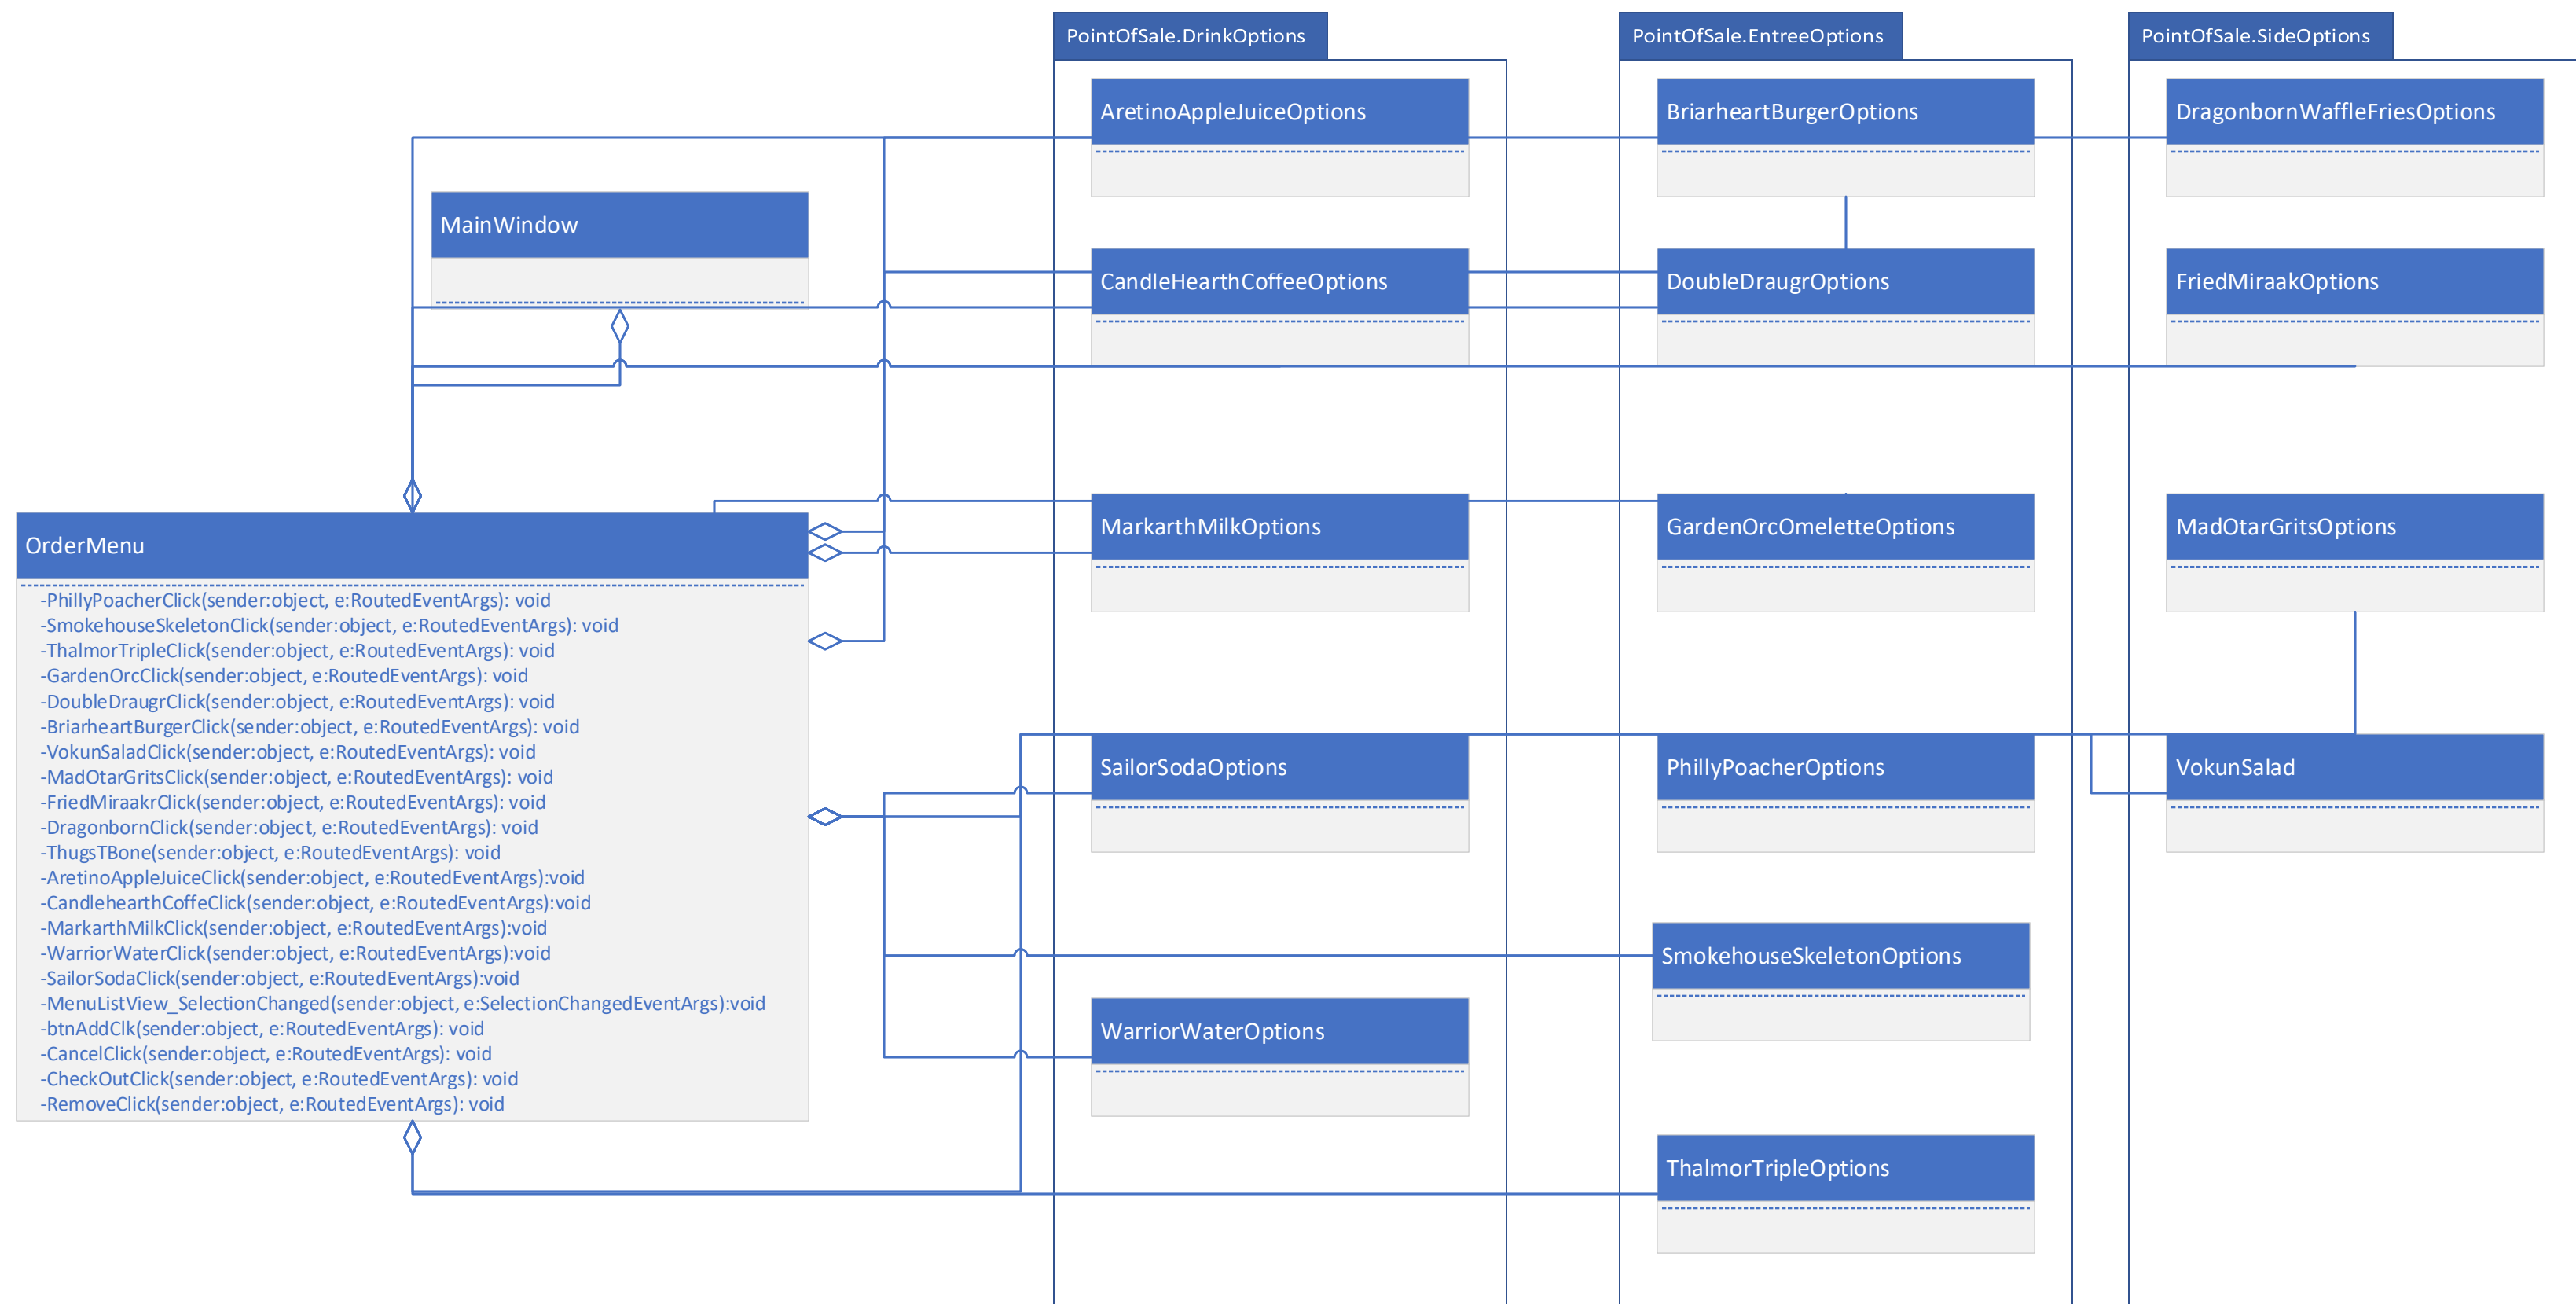 PointOfSale.DrinkOptions
PointOfSale.EntreeOptions
PointOfSale.SideOptions
AretinoAppleJuiceOptions
BriarheartBurgerOptions
DragonbornWaffleFriesOptions
MainWindow
CandleHearthCoffeeOptions
DoubleDraugrOptions
FriedMiraakOptions
MarkarthMilkOptions
GardenOrcOmeletteOptions
MadOtarGritsOptions
OrderMenu
-PhillyPoacherClick(sender:object, e:RoutedEventArgs): void
-SmokehouseSkeletonClick(sender:object, e:RoutedEventArgs): void
-ThalmorTripleClick(sender:object, e:RoutedEventArgs): void
-GardenOrcClick(sender:object, e:RoutedEventArgs): void
-DoubleDraugrClick(sender:object, e:RoutedEventArgs): void
-BriarheartBurgerClick(sender:object, e:RoutedEventArgs): void
-VokunSaladClick(sender:object, e:RoutedEventArgs): void
-MadOtarGritsClick(sender:object, e:RoutedEventArgs): void
-FriedMiraakrClick(sender:object, e:RoutedEventArgs): void
-DragonbornClick(sender:object, e:RoutedEventArgs): void
-ThugsTBone(sender:object, e:RoutedEventArgs): void
-AretinoAppleJuiceClick(sender:object, e:RoutedEventArgs):void
-CandlehearthCoffeClick(sender:object, e:RoutedEventArgs):void
-MarkarthMilkClick(sender:object, e:RoutedEventArgs):void
-WarriorWaterClick(sender:object, e:RoutedEventArgs):void
-SailorSodaClick(sender:object, e:RoutedEventArgs):void
-MenuListView_SelectionChanged(sender:object, e:SelectionChangedEventArgs):void
-btnAddClk(sender:object, e:RoutedEventArgs): void
-CancelClick(sender:object, e:RoutedEventArgs): void
-CheckOutClick(sender:object, e:RoutedEventArgs): void
-RemoveClick(sender:object, e:RoutedEventArgs): void
SailorSodaOptions
PhillyPoacherOptions
VokunSalad
SmokehouseSkeletonOptions
WarriorWaterOptions
ThalmorTripleOptions